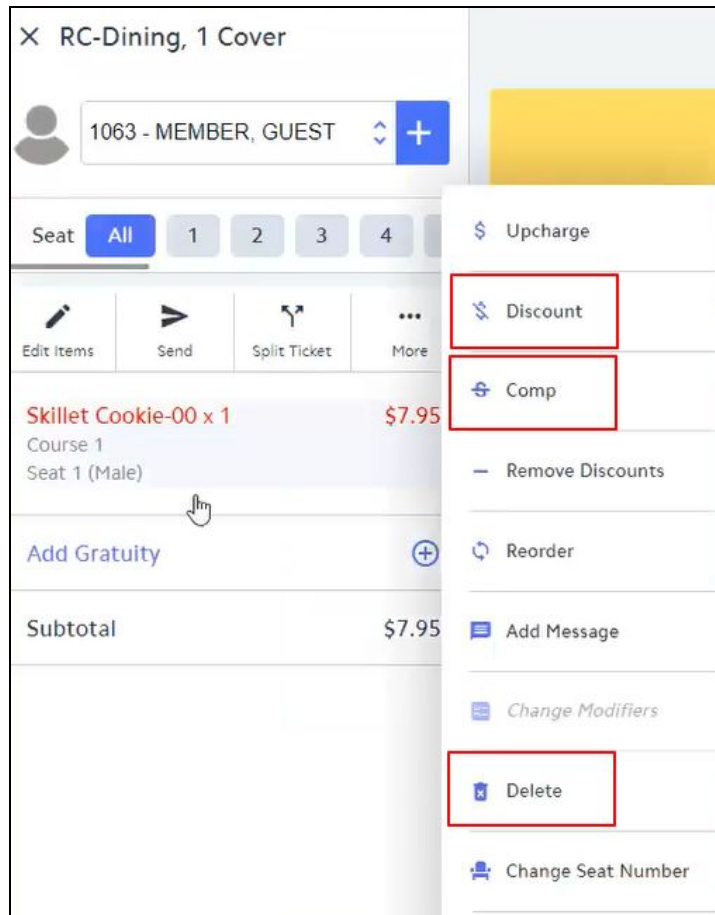 RC-Dining, 1 Cover
1063 - MEMBER, GUEST
Seat All 1 2 3 4
Edit Items Send Split Ticket More
Skillet Cookie-00 x 1 $7.95
Course 1
Seat 1 (Male)
Add Gratuity
Subtotal $7.95
Upcharge
Discount
Comp
Remove Discounts
Reorder
Add Message
Change Modifiers
Delete
Change Seat Number